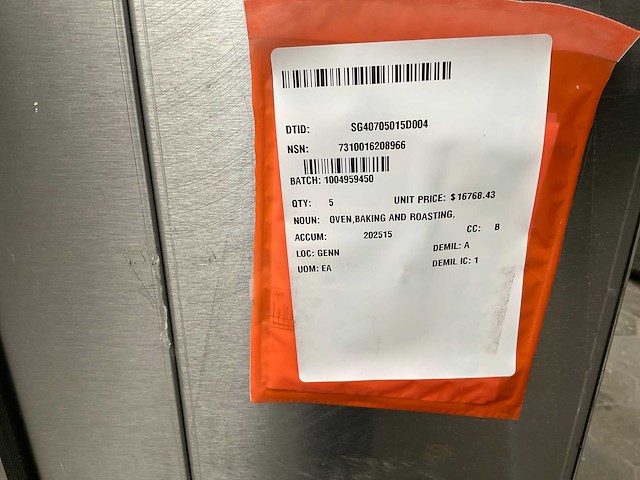 DTID: SG40705015D004
NSN: 7310016208966
BATCH: 1004959450
QTY: 5 UNIT PRICE: $16768.43
NOUN: OVEN,BAKING AND ROASTING,
ACCUM: 202515 CC: B
LOC: GENN DEMIL: A
UOM: EA DEMIL IC: 1